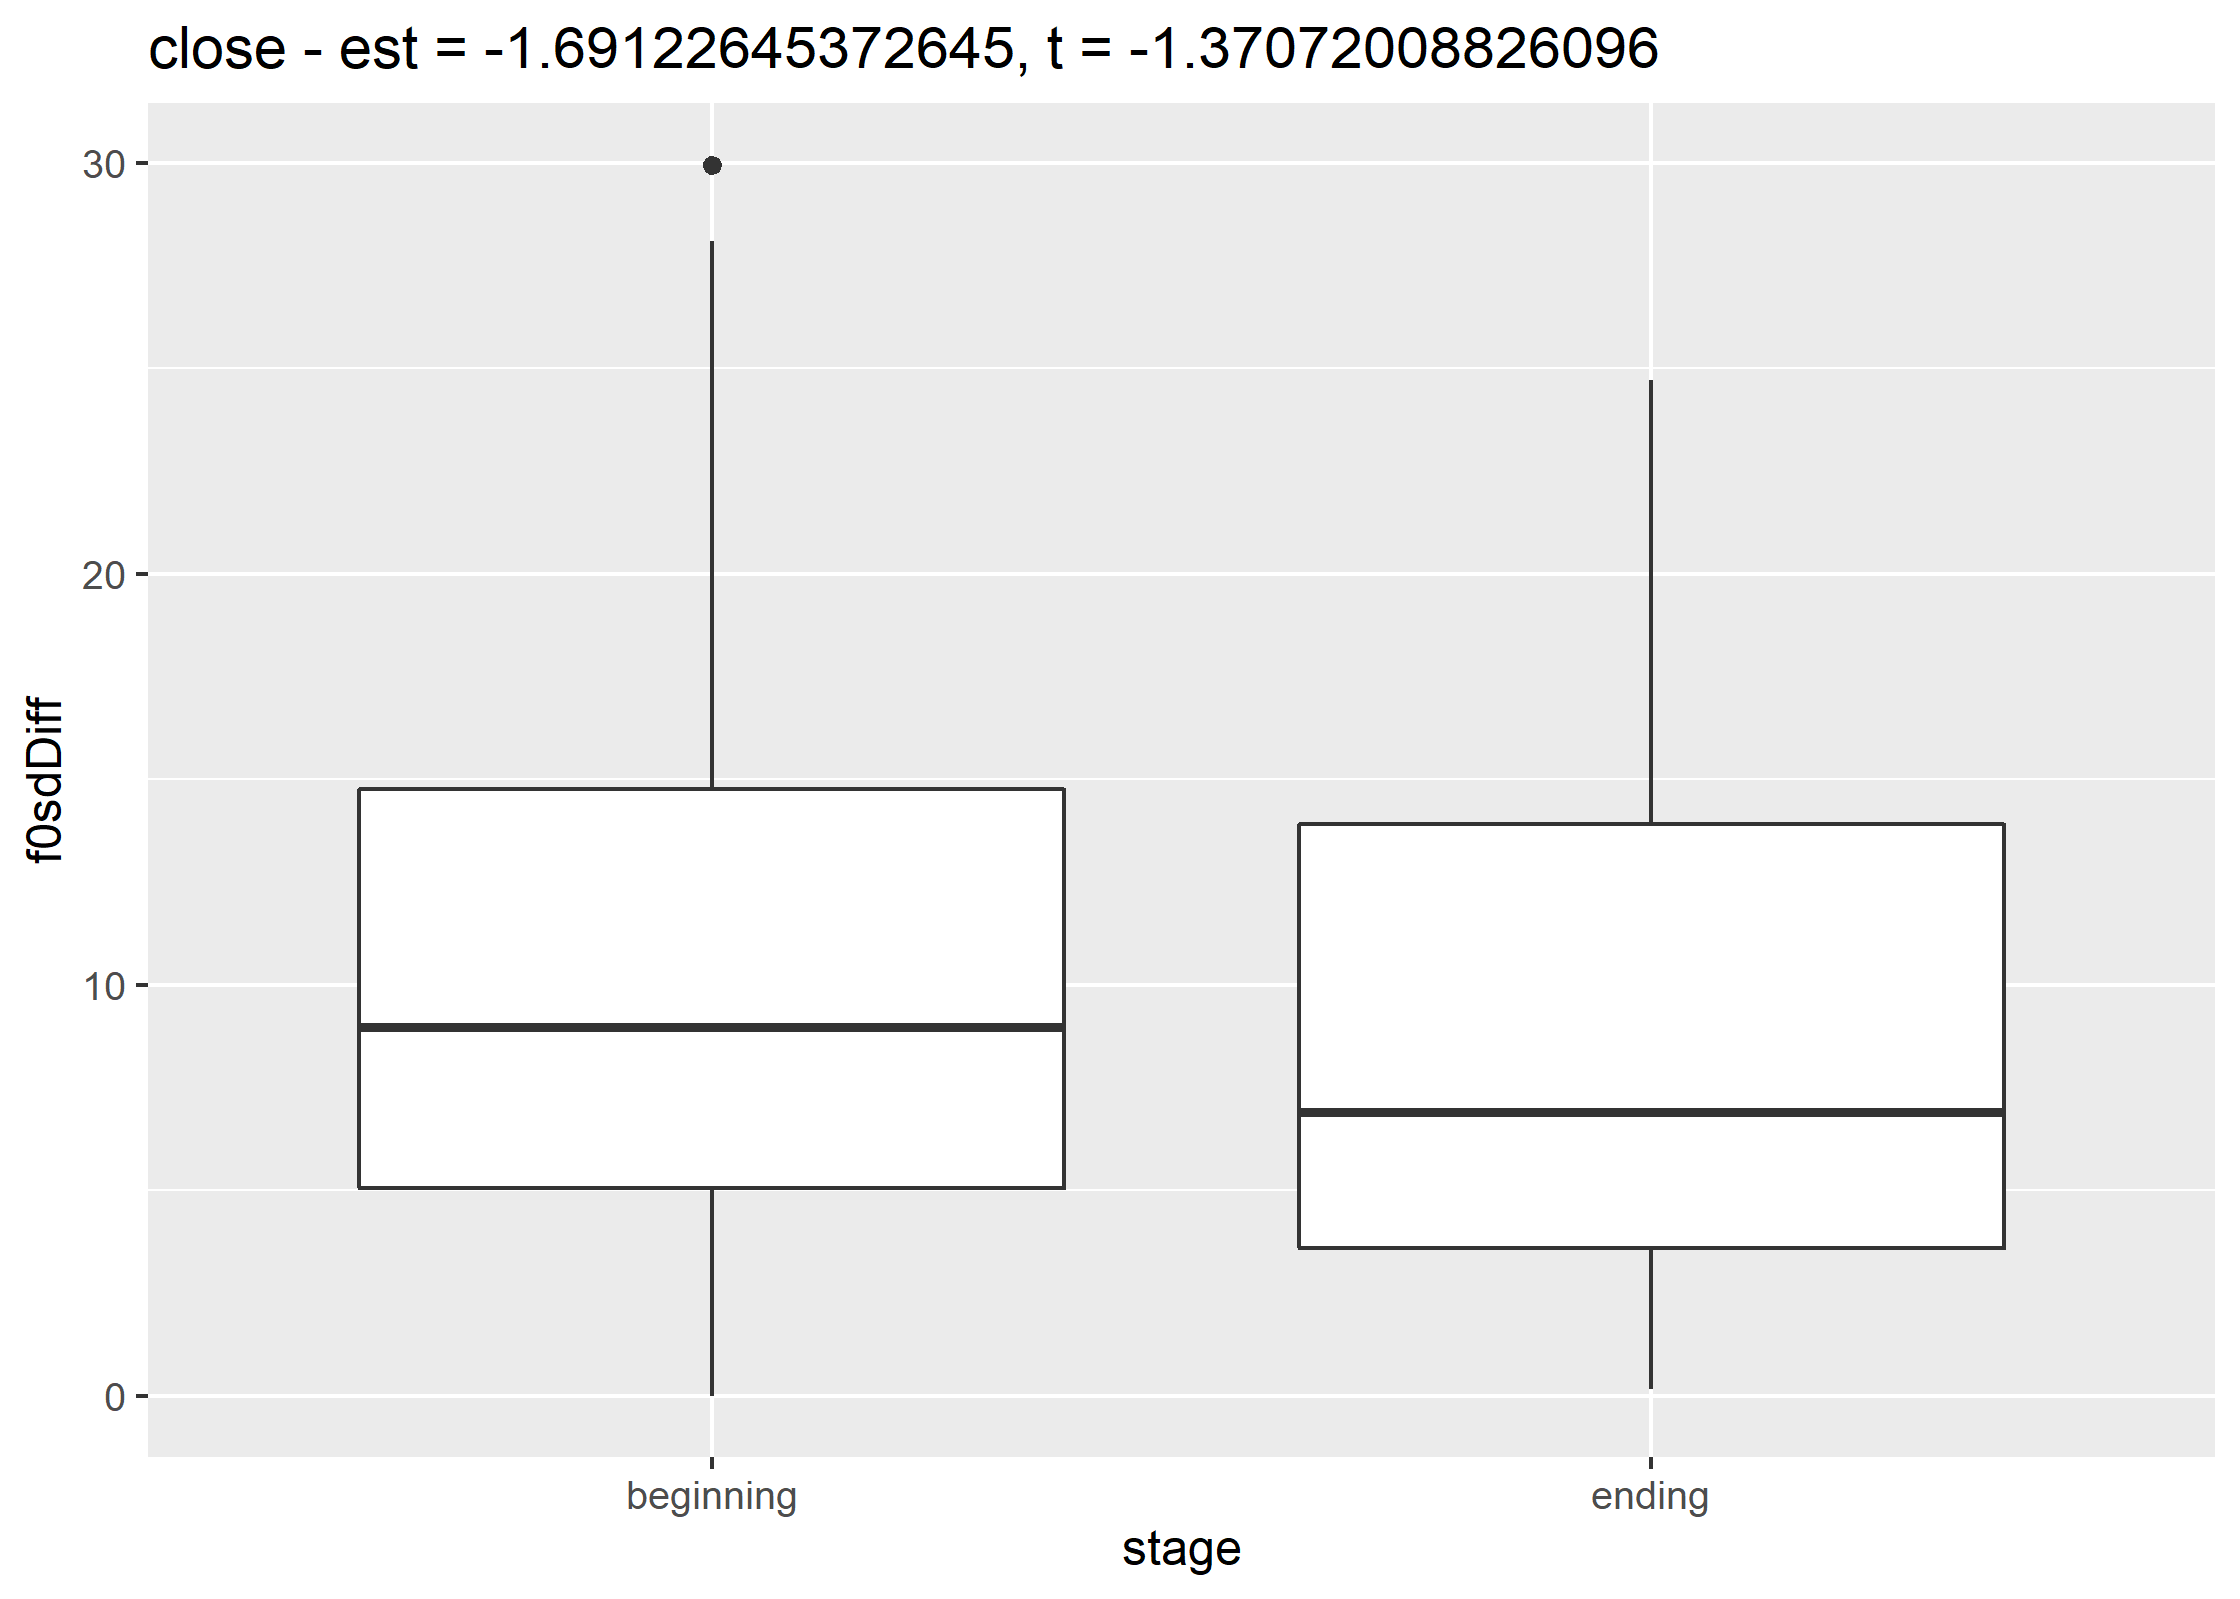 close - est = -1.69122645372645, t = -1.37072008826096
30
20
10
0
f0sdDiff
beginning
ending
stage